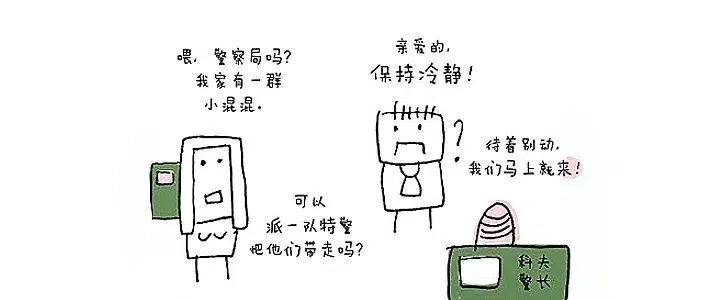 喂,警察局吗?
我家有一群
小混混.
可以
派一队特警
把他们带走吗?
亲爱的,
保持冷静!
?
待着别动,
我们马上就来!
科夫
警长